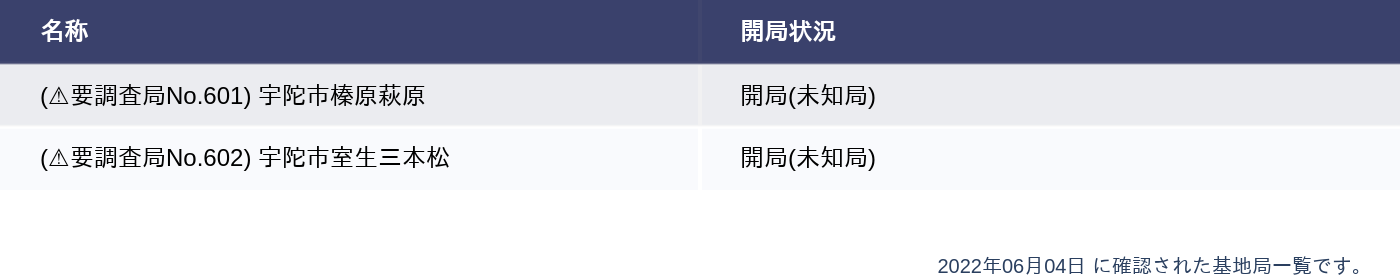 名称 開局状況
(⚠要調査局No.601) 宇陀市榛原萩原 開局(未知局)
(⚠要調査局No.602) 宇陀市室生三本松 開局(未知局)
2022年06月04日 に確認された基地局一覧です。